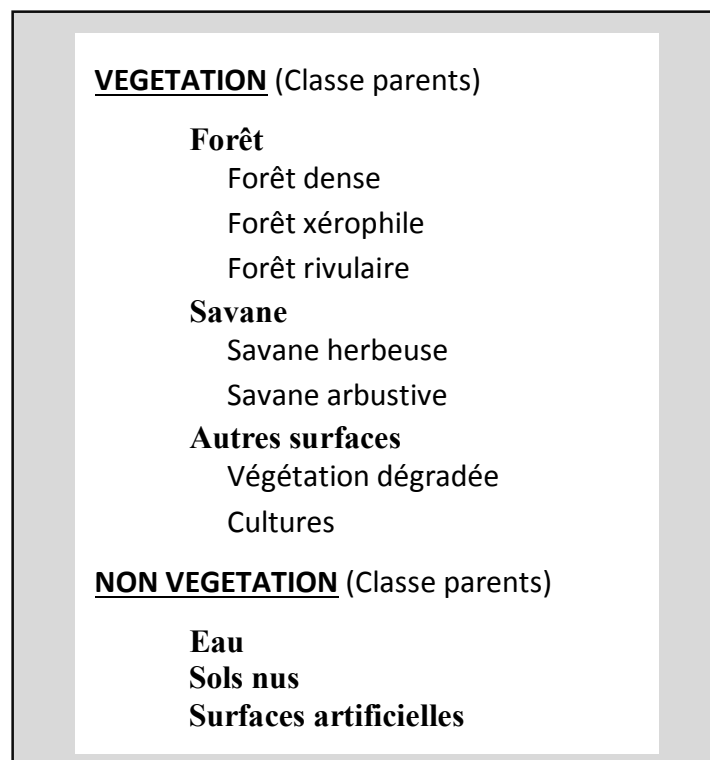 VEGETATION (Classe parents)
Forêt
Forêt dense
Forêt xérophile
Forêt rivulaire
Savane
Savane herbeuse
Savane arbustive
Autres surfaces
Végétation dégradée
Cultures
NON VEGETATION (Classe parents)
Eau
Sols nus
Surfaces artificielles